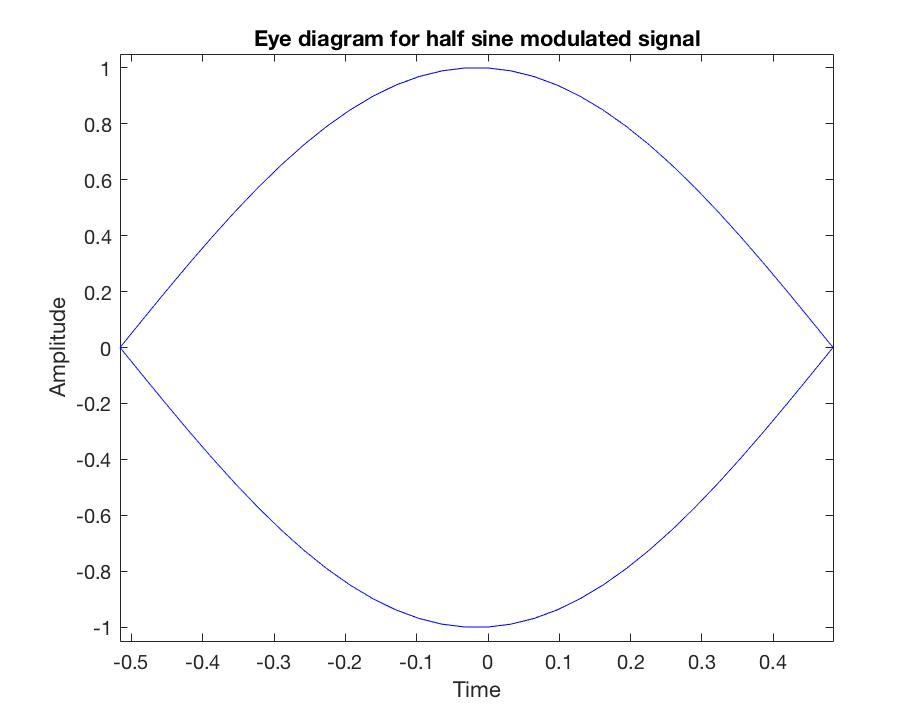 Eye diagram for half sine modulated signal
1
0.8
0.6
0.4
0.2
0
-0.2
-0.4
-0.6
-0.8
-1
Amplitude
-0.5 -0.4 -0.3 -0.2 -0.1 0 0.1 0.2 0.3 0.4
Time